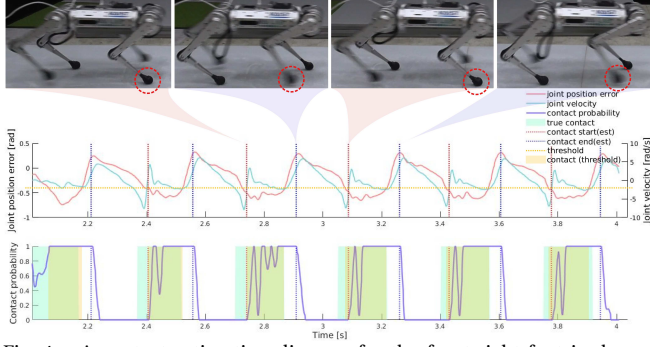 joint position error
joint velocity
contact probability
true contact
contact start(est)
contact end(est)
threshold
contact (threshold)
Joint position error [rad]
0.5
0
-0.5
-1
10
5
0
-5
-10
joint velocity [rad/s]
2.2 2.4 2.6 2.8 3 3.2 3.4 3.6 3.8 4
Contact probability
1
0.8
0.6
0.4
0.2
0
2.2 2.4 2.6 2.8 3 3.2 3.4 3.6 3.8 4
Time [s]